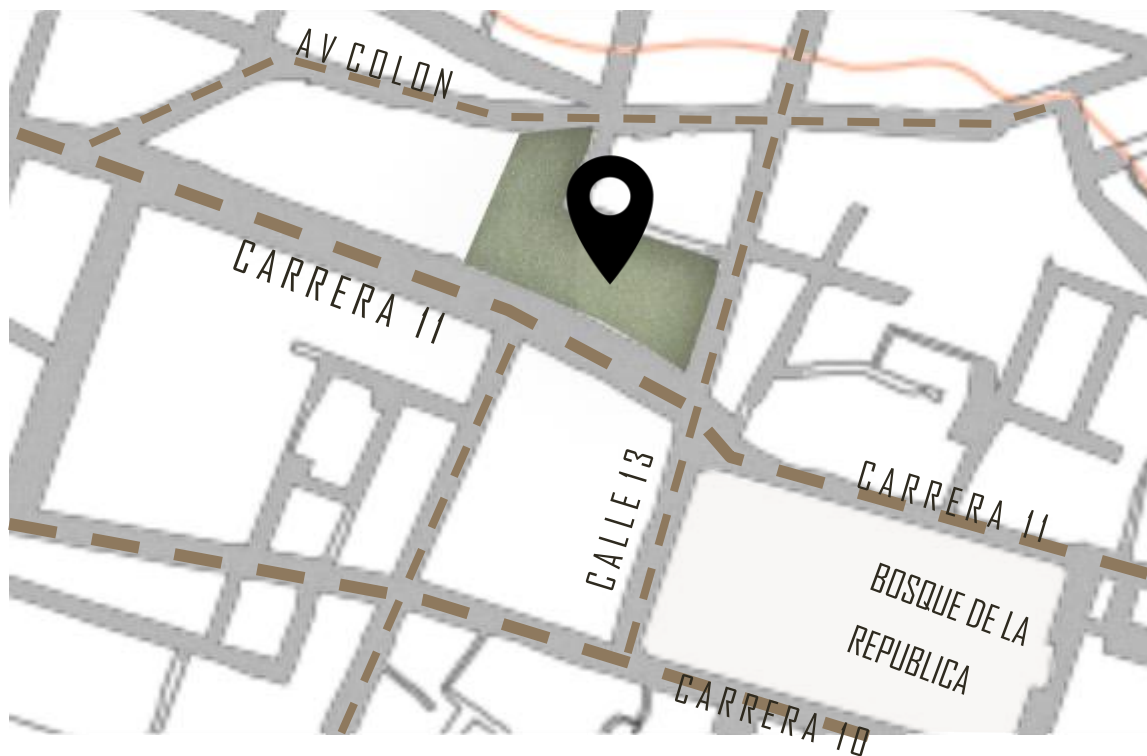 AV COLON
CARRERA 11
CALLE 13
CARRERA 11
BOSQUE DE LA
REPUBLICA
CARRERA 10